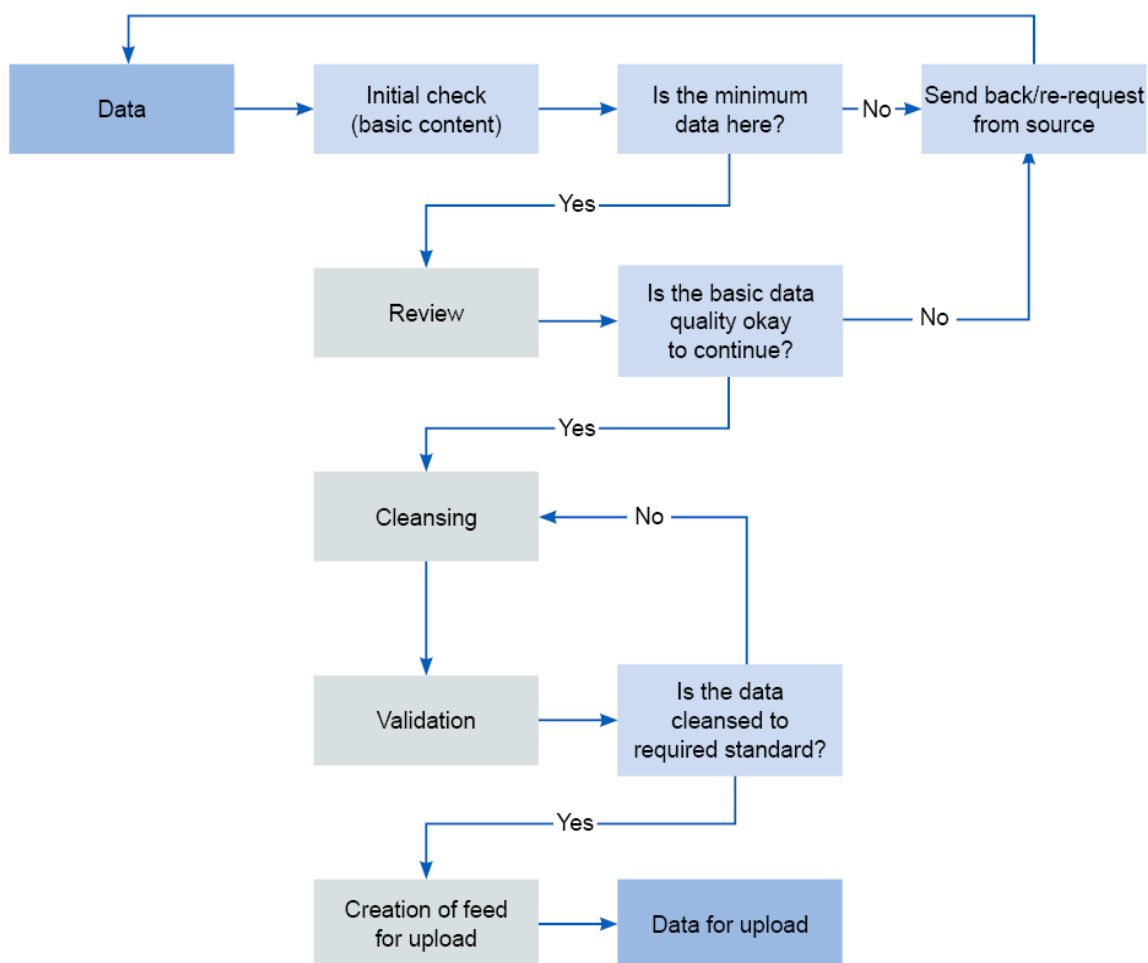 Data
Initial check
(basic content)
Is the minimum
data here?
No
Send back/re-request
from source
Yes
Review
Is the basic data
quality okay
to continue?
No
Yes
Cleansing
No
Validation
Is the data
cleansed to
required standard?
Yes
Creation of feed
for upload
Data for upload